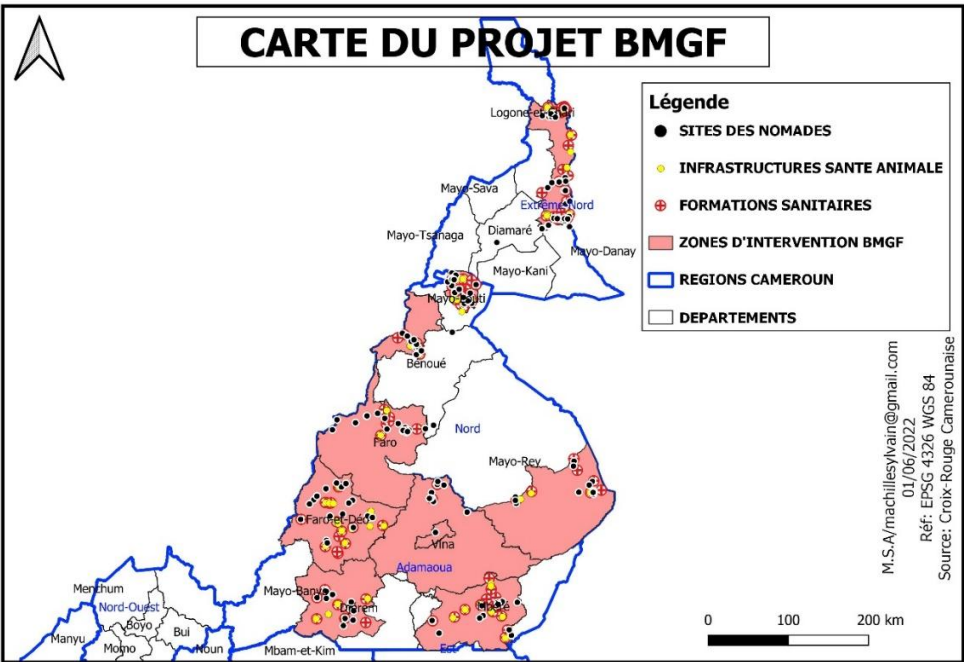 CARTE DU PROJET BMGF
Légende
SITES DES NOMADES
INFRASTRUCTURES SANTE ANIMALE
FORMATIONS SANITAIRES
ZONES D'INTERVENTION BMGF
REGIONS CAMEROUN
DEPARTEMENTS
Mayo-Sava
Extrême-Nord
Mayo-Tsanaga
Diamaré
Mayo-Danay
Mayo-Kani
Bénoué
Nord
Faro
Mayo-Rey
Faro-et-Déo
Vina
Adamaoua
Mayo-Banyo
Djerem
Menchum
Nord-Ouest
Boyo
Bui
Manyu
Momo
Noun
Mbam-et-Kim
Est
0 100 200 km
M.S.A/machillesylvain@gmail.com
01/06/2022
Réf: EPSG 4326 WGS 84
Source: Croix-Rouge Camerounaise